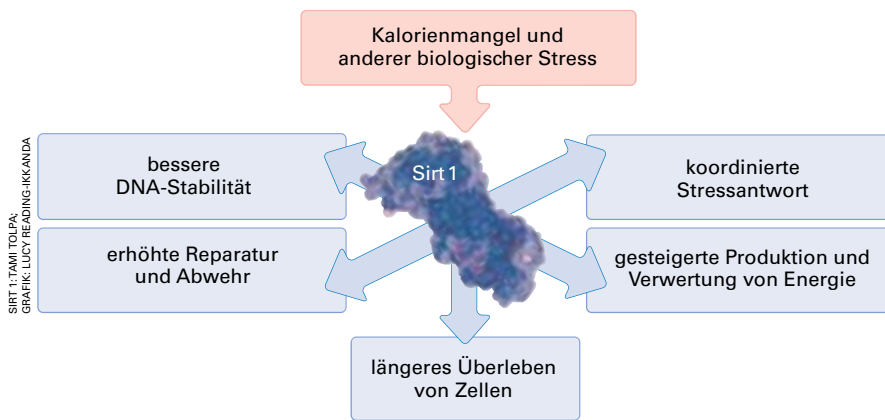 Kalorienmangel und
anderer biologischer Stress
bessere
DNA-Stabilität
Sirt 1
koordinierte
Stressantwort
erhöhte Reparatur
und Abwehr
gesteigerte Produktion und
Verwertung von Energie
längeres Überleben
von Zellen
SIRT 1: TAMI TOLPA;
GRAFIK: LUCY READING-IKKANDA